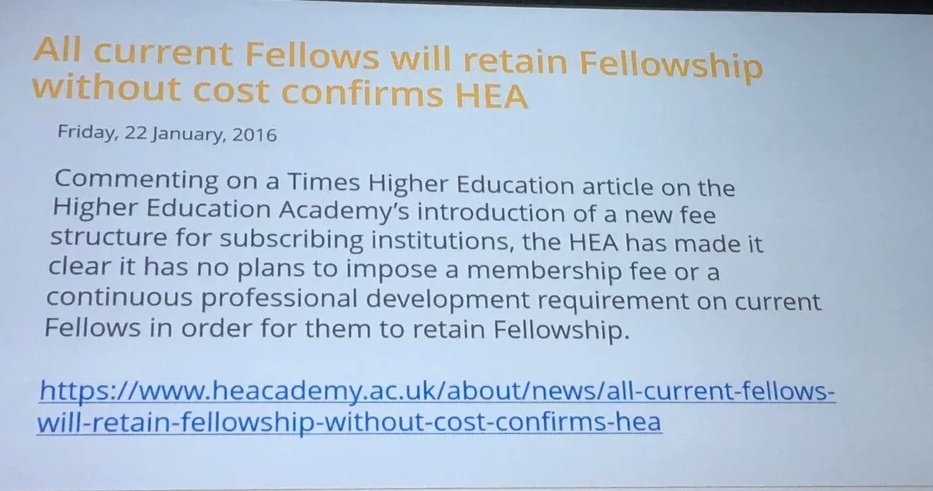 All current Fellows will retain Fellowship
without cost confirms HEA
Friday, 22 January, 2016
Commenting on a Times Higher Education article on the
Higher Education Academy's introduction of a new fee
structure for subscribing institutions, the HEA has made it
clear it has no plans to impose a membership fee or a
continuous professional development requirement on current
Fellows in order for them to retain Fellowship.
https://www.heacademy.ac.uk/about/news/all-current-fellows-
will-retain-fellowship-without-cost-confirms-hea